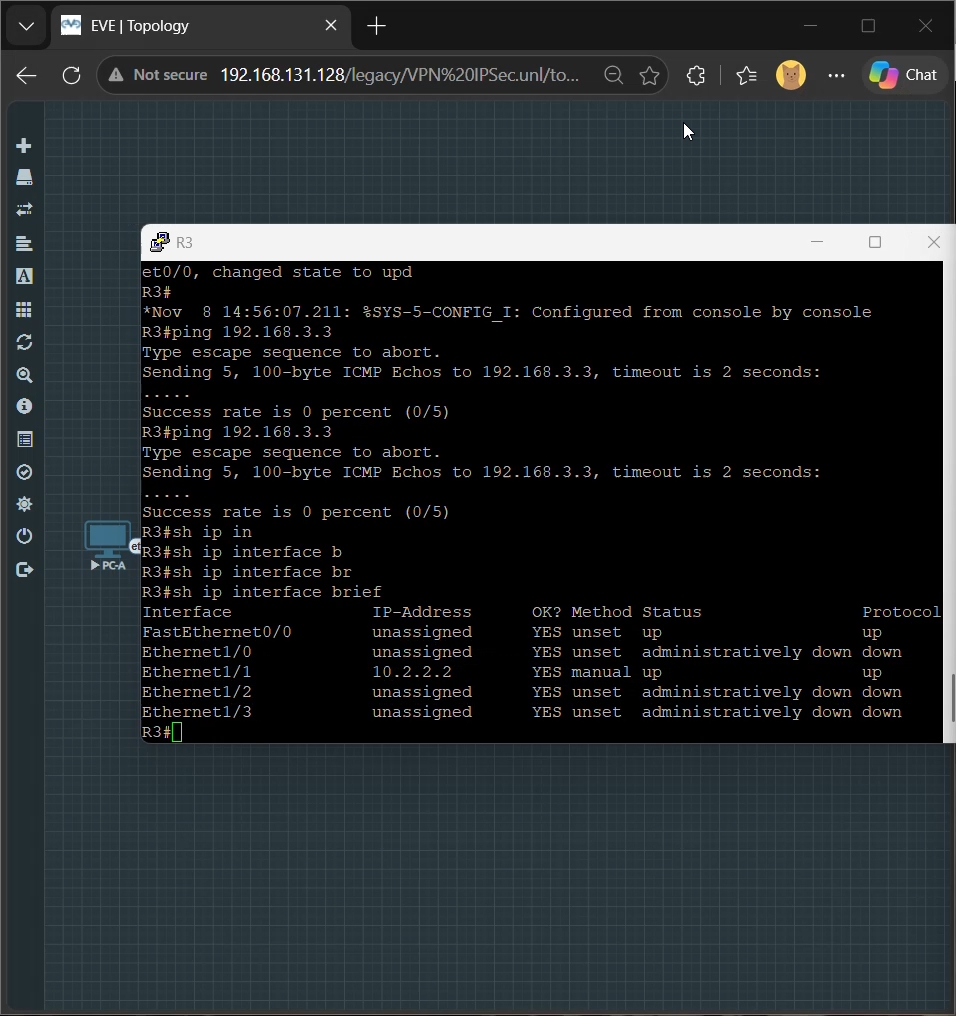 EVE | Topology
Not secure 192.168.131.128/legacy/VPN%20IPSec.unl/to...
Chat
A
R3
et0/0, changed state to upd
R3#
*Nov  8 14:56:07.211: %SYS-5-CONFIG_I: Configured from console by console
R3#ping 192.168.3.3
Type escape sequence to abort.
Sending 5, 100-byte ICMP Echos to 192.168.3.3, timeout is 2 seconds:
.....
Success rate is 0 percent (0/5)
R3#ping 192.168.3.3
Type escape sequence to abort.
Sending 5, 100-byte ICMP Echos to 192.168.3.3, timeout is 2 seconds:
.....
Success rate is 0 percent (0/5)
R3#sh ip in
R3#sh ip interface b
R3#sh ip interface br
R3#sh ip interface brief
Interface              IP-Address      OK? Method Status                Protocol
FastEthernet0/0        unassigned      YES unset  up                    up
Ethernet1/0            unassigned      YES unset  administratively down down
Ethernet1/1            10.2.2.2        YES manual up                    up
Ethernet1/2            unassigned      YES unset  administratively down down
Ethernet1/3            unassigned      YES unset  administratively down down
R3#
et
PC-A